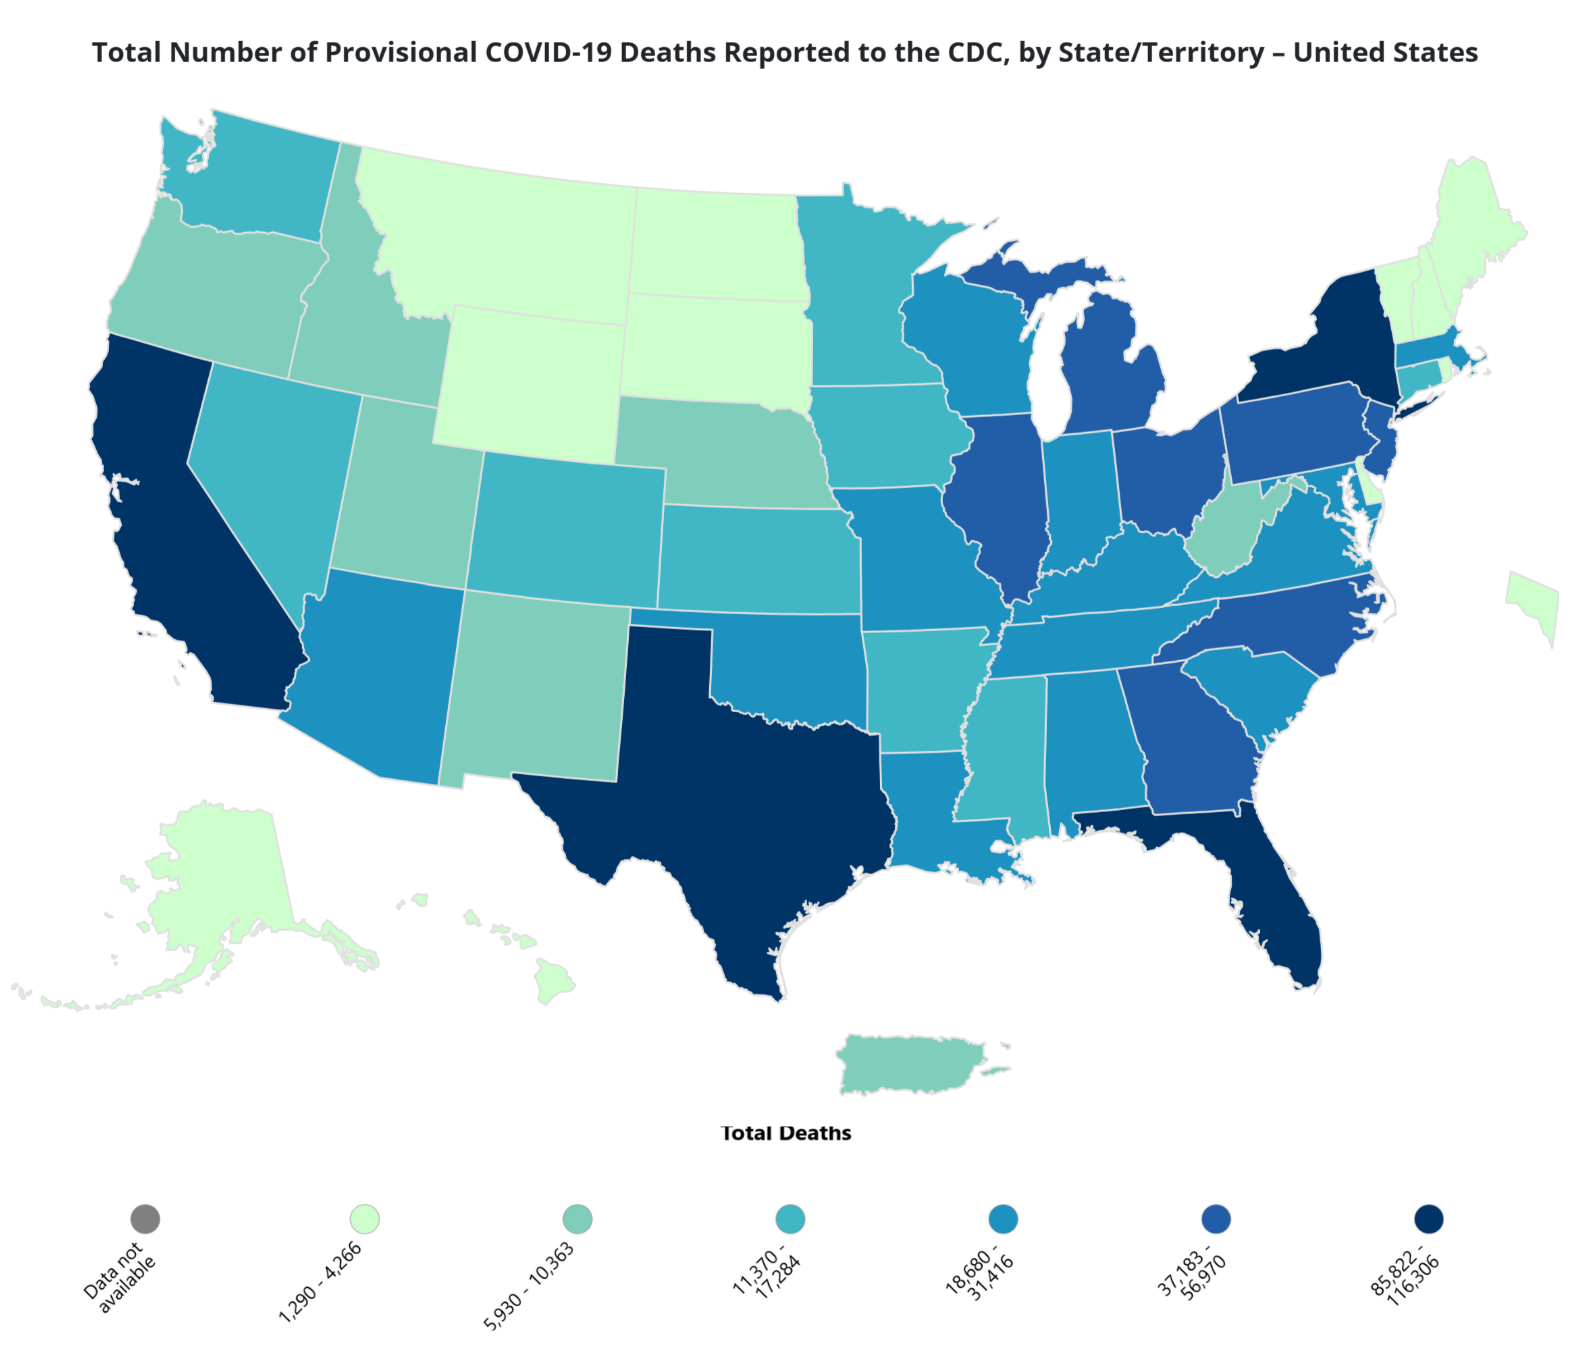 Total Number of Provisional COVID-19 Deaths Reported to the CDC, by State/Territory – United States
Total Deaths
Data not
available
1,290 - 4,266
5,930 - 10,363
11,370 -
17,284
18,680 -
31,416
37,183 -
56,970
85,822 -
116,306